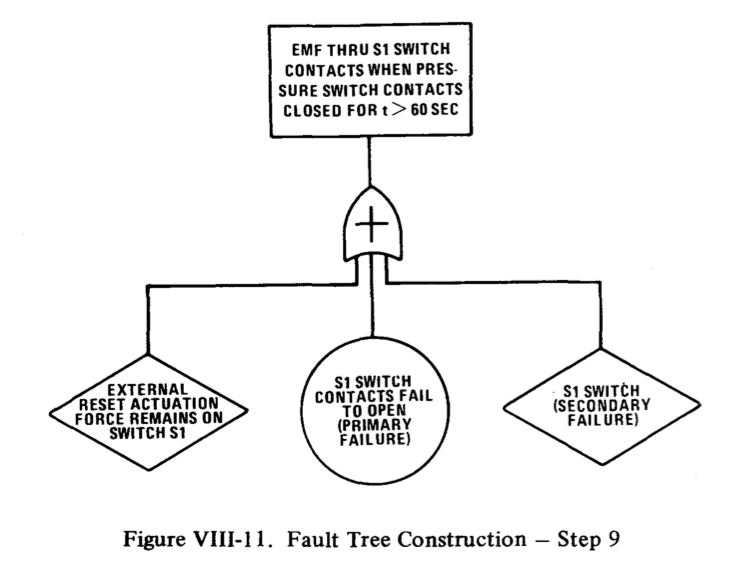 EMF THRU S1 SWITCH
CONTACTS WHEN PRES-
SURE SWITCH CONTACTS
CLOSED FOR t > 60 SEC
+
EXTERNAL
RESET ACTUATION
FORCE REMAINS ON
SWITCH S1
S1 SWITCH
CONTACTS FAIL
TO OPEN
(PRIMARY
FAILURE)
S1 SWITCH
(SECONDARY
FAILURE)
Figure VIII-11. Fault Tree Construction – Step 9